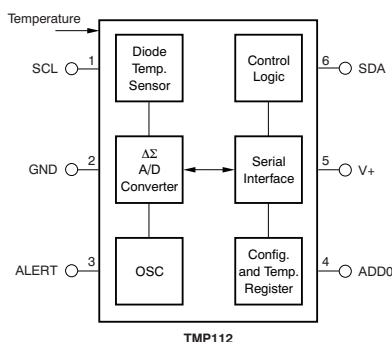 Temperature
SCL
1
Diode
Temp.
Sensor
Control
Logic
6
SDA
GND
2
ΔΣ
A/D
Converter
Serial
Interface
5
V+
ALERT
3
OSC
Config.
and Temp.
Register
4
ADD0
TMP112